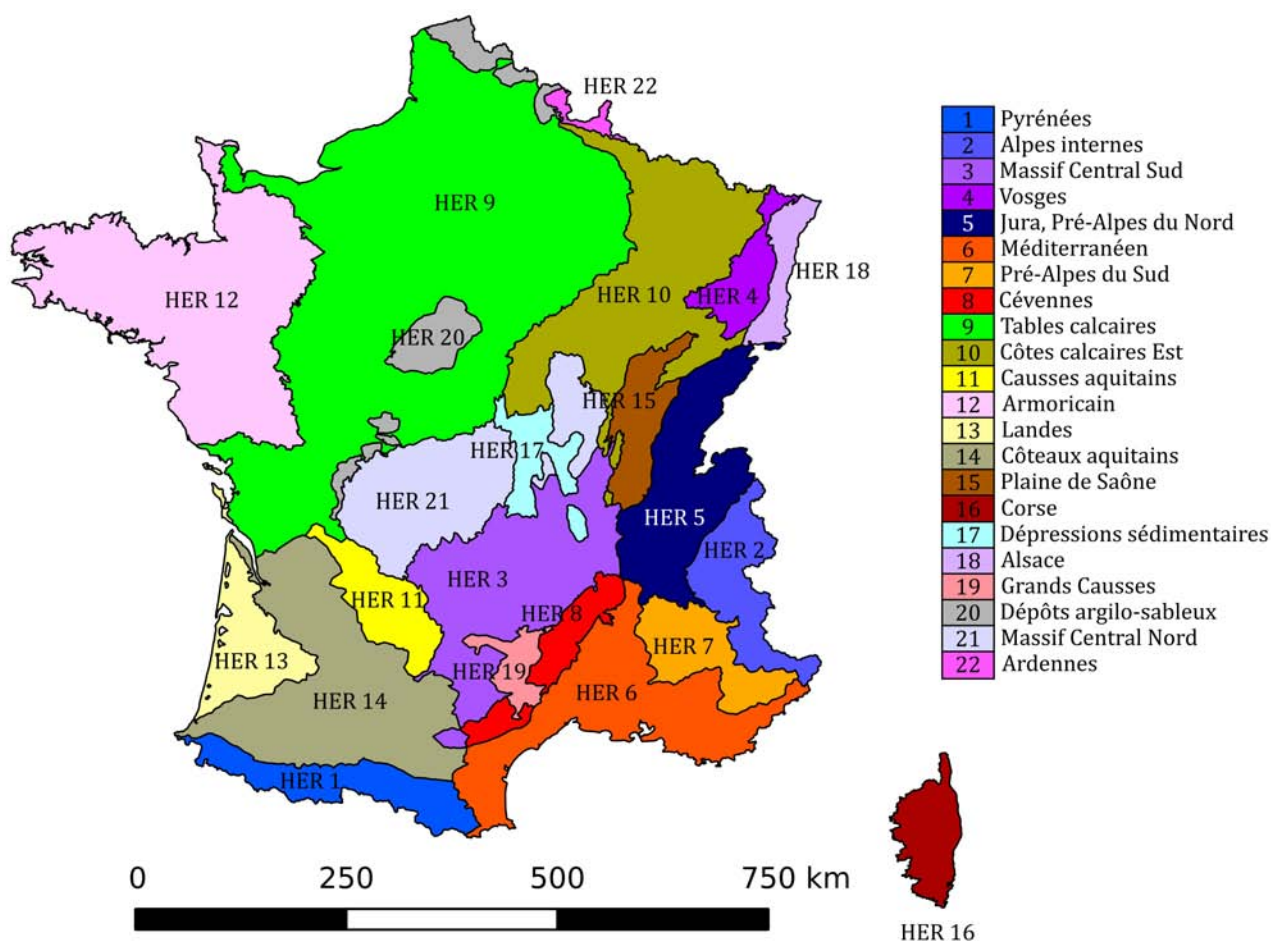 HER 22
HER 9
HER 18
HER 12
HER 10
HER 4
HER 20
HER 15
HER 17
HER 21
HER 5
HER 2
HER 3
HER 11
HER 8
HER 7
HER 13
HER 19
HER 6
HER 14
HER 1
HER 16
1 Pyrénées
2 Alpes internes
3 Massif Central Sud
4 Vosges
5 Jura, Pré-Alpes du Nord
6 Méditerranéen
7 Pré-Alpes du Sud
8 Cévennes
9 Tables calcaires
10 Côtes calcaires Est
11 Causses aquitains
12 Armoricain
13 Landes
14 Côteaux aquitains
15 Plaine de Saône
16 Corse
17 Dépressions sédimentaires
18 Alsace
19 Grands Causses
20 Dépôts argilo-sableux
21 Massif Central Nord
22 Ardennes
0 250 500 750 km